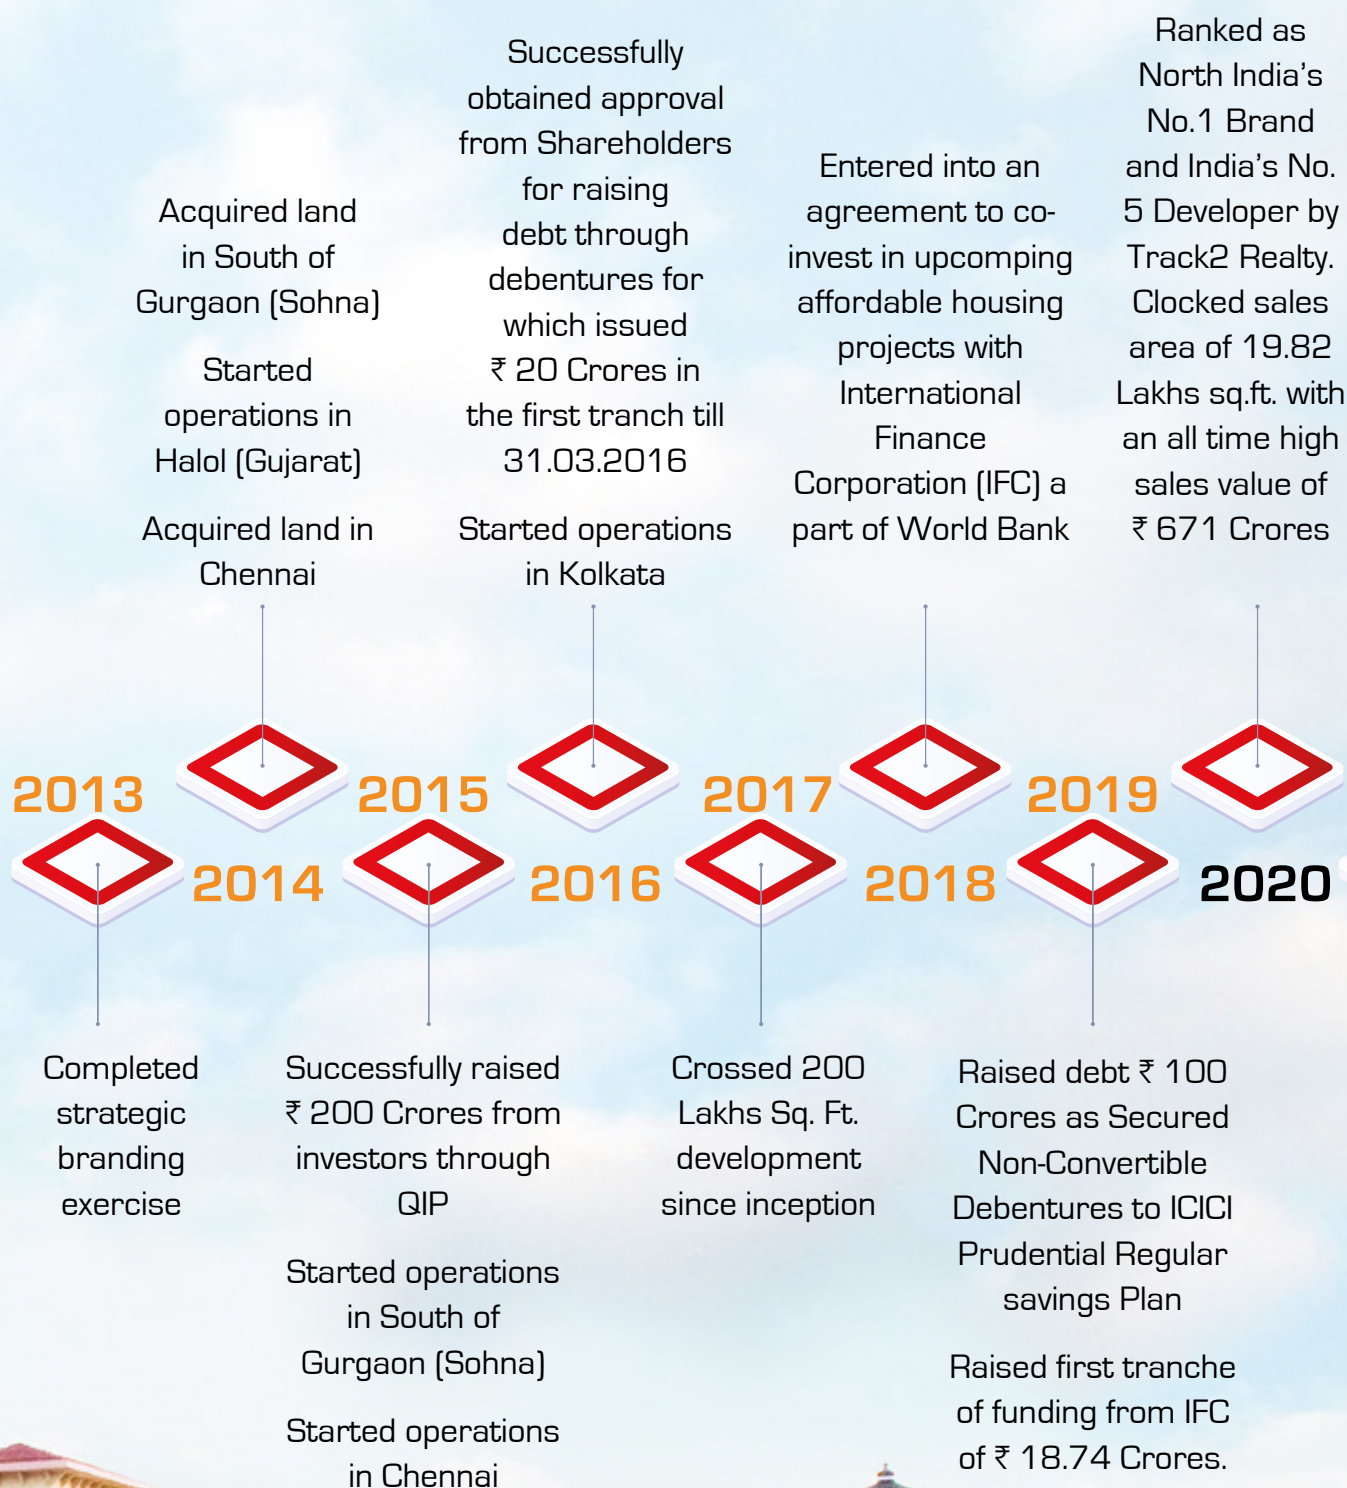 Acquired land
in South of
Gurgaon (Sohna)
Started
operations in
Halol (Gujarat)
Acquired land in
Chennai
Successfully
obtained approval
from Shareholders
for raising
debt through
debentures for
which issued
₹ 20 Crores in
the first tranch till
31.03.2016
Started operations
in Kolkata
Entered into an
agreement to co-
invest in upcomping
affordable housing
projects with
International
Finance
Corporation (IFC) a
part of World Bank
Ranked as
North India’s
No.1 Brand
and India’s No.
5 Developer by
Track2 Realty.
Clocked sales
area of 19.82
Lakhs sq.ft. with
an all time high
sales value of
₹ 671 Crores
2013
2014
2015
2016
2017
2018
2019
2020
Completed
strategic
branding
exercise
Successfully raised
₹ 200 Crores from
investors through
QIP
Started operations
in South of
Gurgaon (Sohna)
Started operations
in Chennai
Crossed 200
Lakhs Sq. Ft.
development
since inception
Raised debt ₹ 100
Crores as Secured
Non-Convertible
Debentures to ICICI
Prudential Regular
savings Plan
Raised first tranche
of funding from IFC
of ₹ 18.74 Crores.